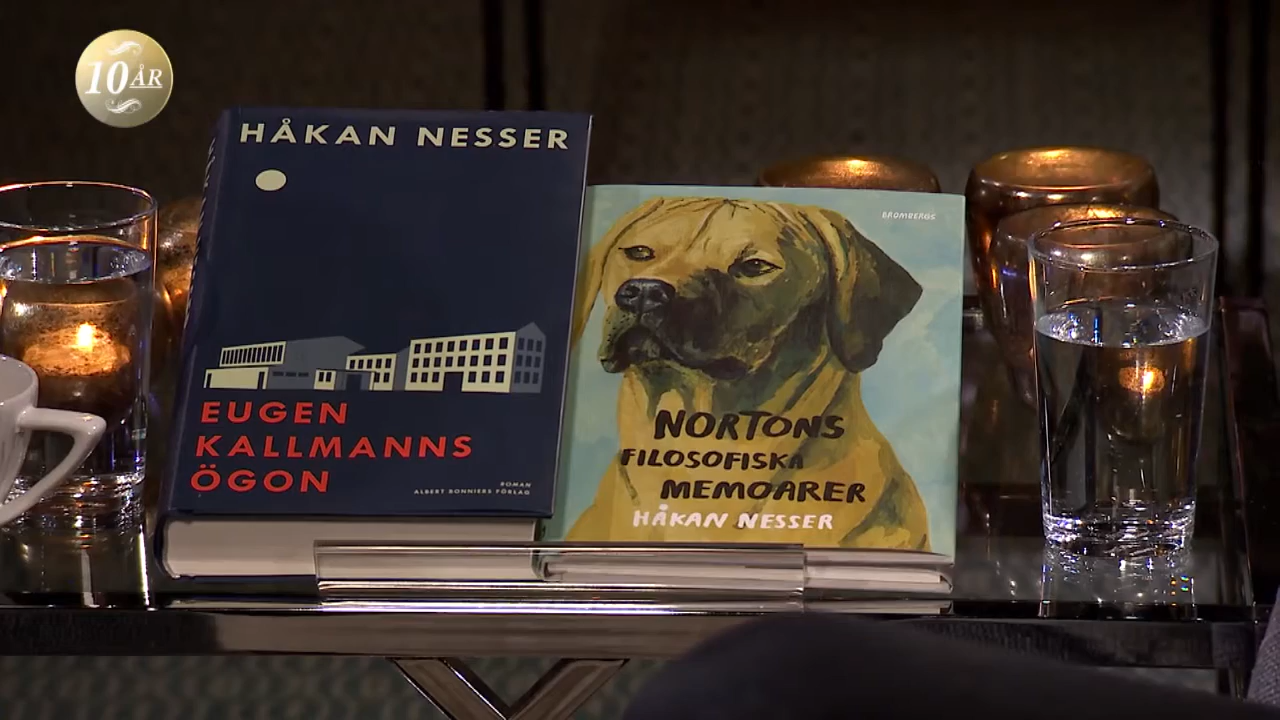 10 ÅR
HÅKAN NESSER
EUGEN
KALLMANNS
ÖGON
ROMAN
ALBERT BONNIERS FÖRLAG
BROMBERGS
NORTONS
FILOSOFISKA
MEMOARER
HÅKAN NESSER